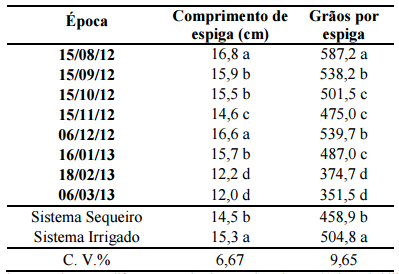 Época Comprimento de espiga (cm) Grãos por espiga
15/08/12 16,8 a 587,2 a
15/09/12 15,9 b 538,2 b
15/10/12 15,5 b 501,5 c
15/11/12 14,6 c 475,0 c
06/12/12 16,6 a 539,7 b
16/01/13 15,7 b 487,0 c
18/02/13 12,2 d 374,7 d
06/03/13 12,0 d 351,5 d
Sistema Sequeiro 14,5 b 458,9 b
Sistema Irrigado 15,3 a 504,8 a
C. V.% 6,67 9,65